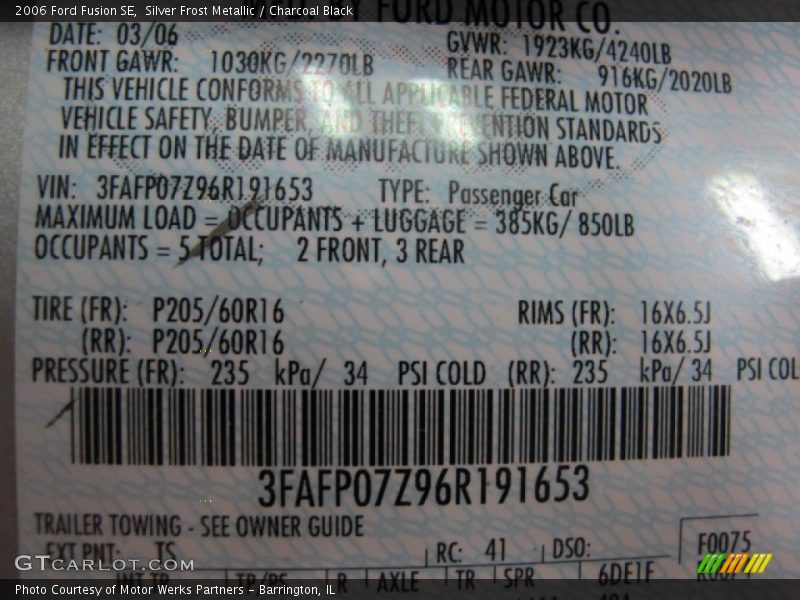 2006 Ford Fusion SE,  Silver Frost Metallic / Charcoal Black
BY FORD MOTOR CO.
DATE: 03/06 GVWR: 1923KG/4240LB
FRONT GAWR: 1030KG/2270LB REAR GAWR: 916KG/2020LB
THIS VEHICLE CONFORMS TO ALL APPLICABLE FEDERAL MOTOR
VEHICLE SAFETY, BUMPER, AND THEFT PREVENTION STANDARDS
IN EFFECT ON THE DATE OF MANUFACTURE SHOWN ABOVE.
VIN: 3FAFP07Z96R191653 TYPE: Passenger Car
MAXIMUM LOAD = OCCUPANTS + LUGGAGE = 385KG/ 850LB
OCCUPANTS = 5 TOTAL; 2 FRONT, 3 REAR
TIRE (FR): P205/60R16 RIMS (FR): 16X6.5J
(RR): P205/60R16 (RR): 16X6.5J
PRESSURE (FR): 235 kPa/ 34 PSI COLD (RR): 235 kPa/ 34 PSI COL
3FAFP07Z96R191653
TRAILER TOWING - SEE OWNER GUIDE
EXT PNT: TS RC: 41 DSO: F0075
INT TR TP/PS R AXLE TR SPR 6DE1F
GTCarLot.com
Photo Courtesy of Motor Werks Partners - Barrington, IL